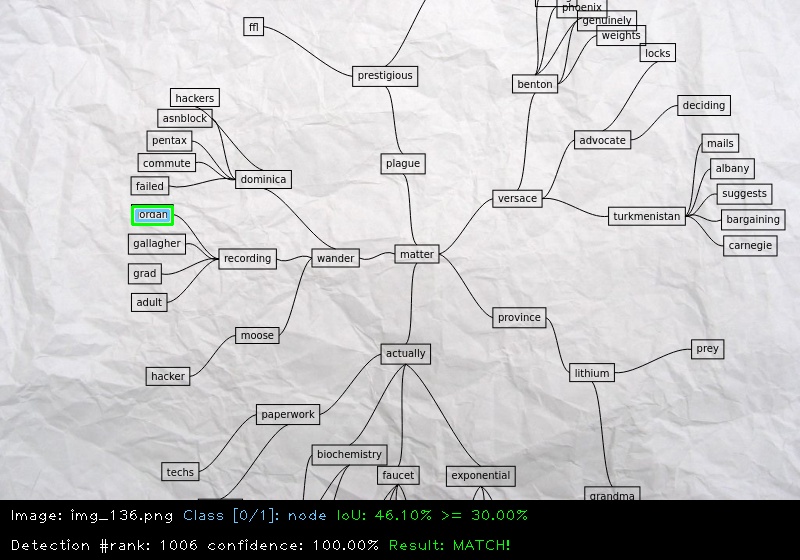 phoenix
genuinely
weights
locks
ffl
prestigious
benton
hackers
asnblock
pentax
commute
failed
dominica
plague
advocate
deciding
mails
albany
suggests
bargaining
carnegie
versace
turkmenistan
gallagher
grad
adult
recording
wander
matter
province
moose
hacker
actually
lithium
prey
paperwork
techs
biochemistry
faucet
exponential
grandma
Image: img_136.png Class [0/1]: node IoU: 46.10% >= 30.00%
Detection #rank: 1006 confidence: 100.00% Result: MATCH!